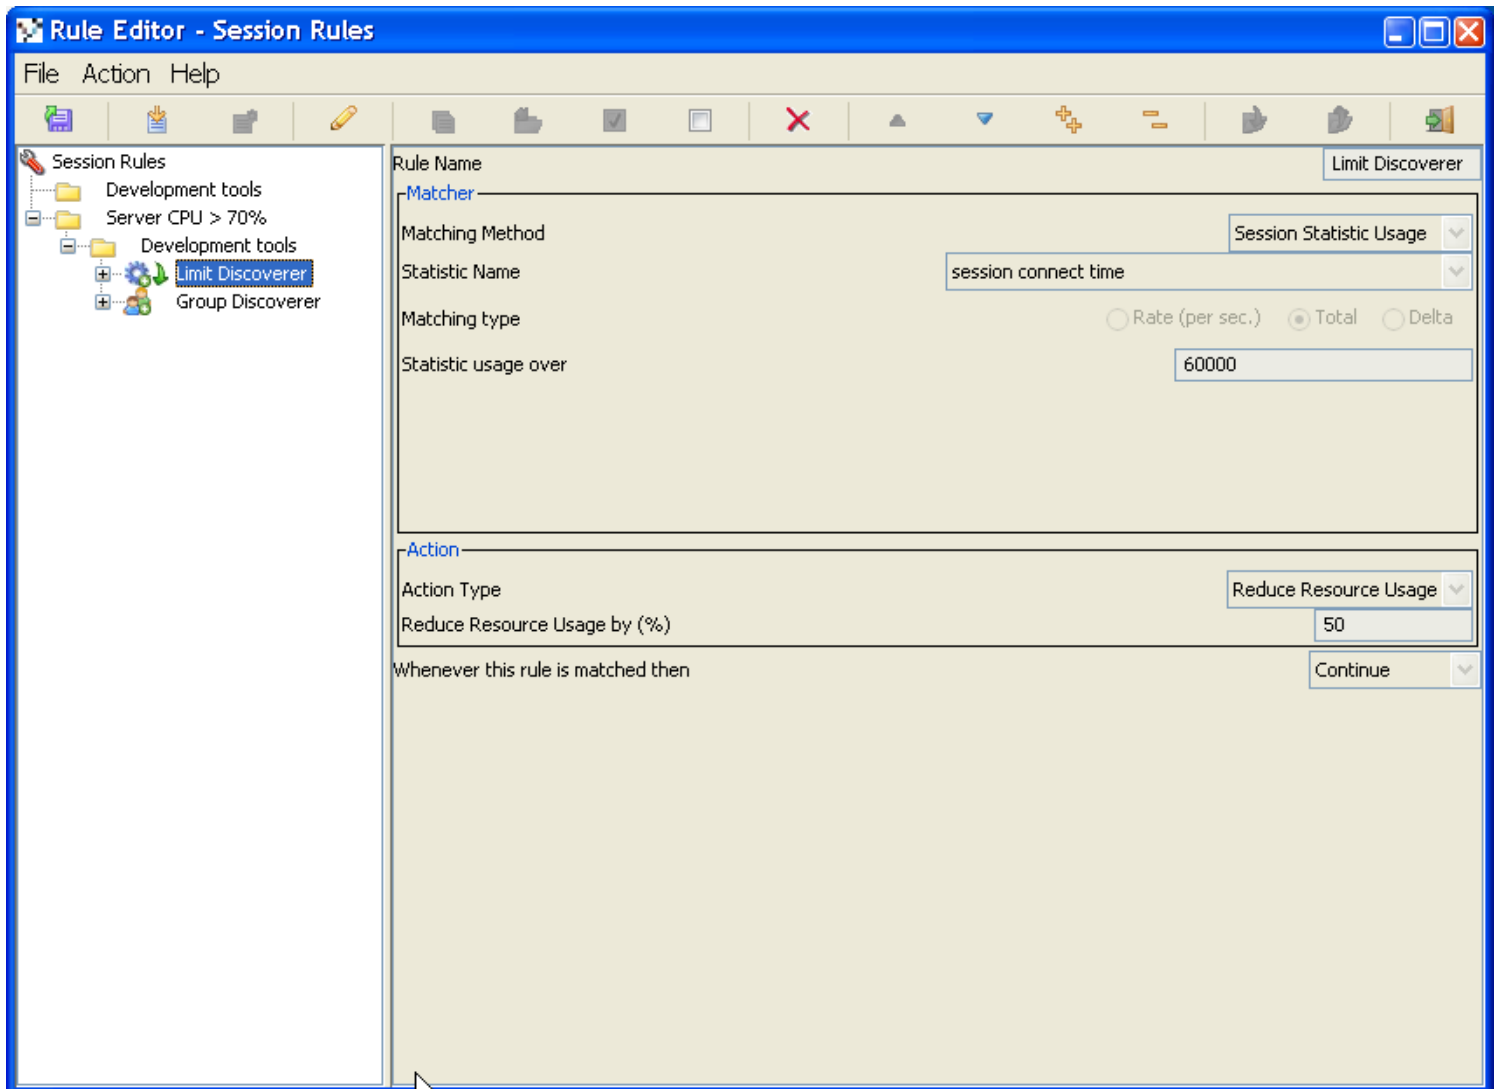 Rule Editor - Session Rules
File Action Help
Session Rules
Development tools
Server CPU > 70%
Development tools
Limit Discoverer
Group Discoverer
Rule Name Limit Discoverer
Matcher
Matching Method Session Statistic Usage
Statistic Name session connect time
Matching type Rate (per sec.) Total Delta
Statistic usage over 60000
Action
Action Type Reduce Resource Usage
Reduce Resource Usage by (%) 50
Whenever this rule is matched then Continue